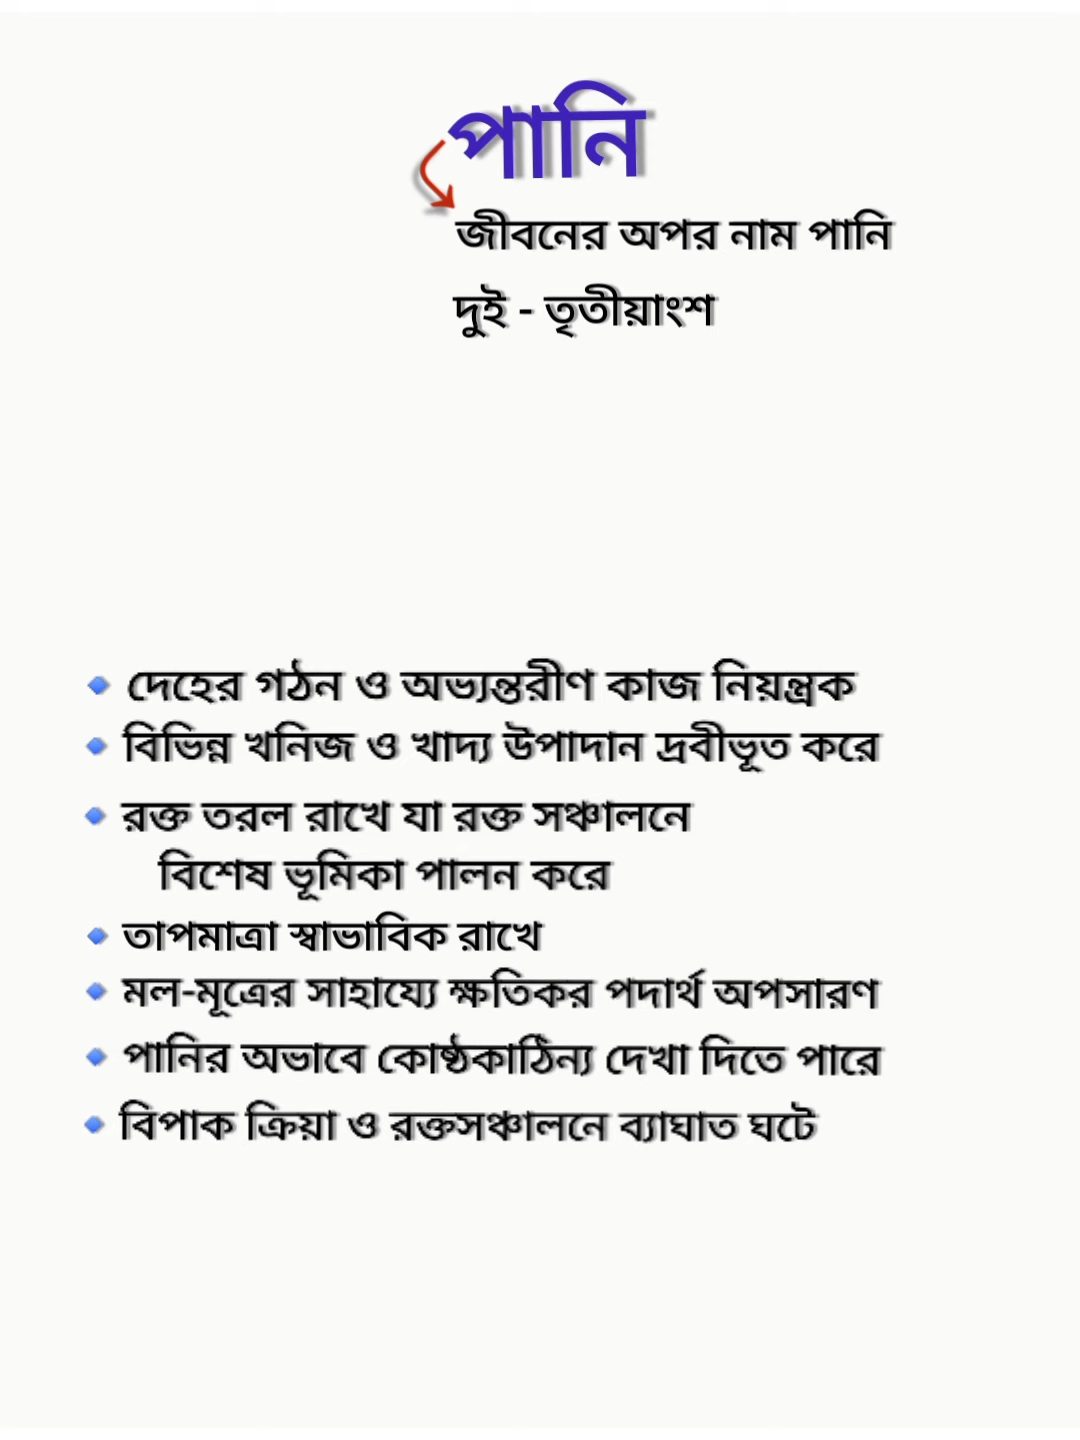 পানি
জীবনের অপর নাম পানি
দুই - তৃতীয়াংশ
দেহের গঠন ও অভ্যন্তরীণ কাজ নিয়ন্ত্রক
বিভিন্ন খনিজ ও খাদ্য উপাদান দ্রবীভূত করে
রক্ত তরল রাখে যা রক্ত সঞ্চালনে
বিশেষ ভূমিকা পালন করে
তাপমাত্রা স্বাভাবিক রাখে
মল-মূত্রের সাহায্যে ক্ষতিকর পদার্থ অপসারণ
পানির অভাবে কোষ্ঠকাঠিন্য দেখা দিতে পারে
বিপাক ক্রিয়া ও রক্তসঞ্চালনে ব্যাঘাত ঘটে